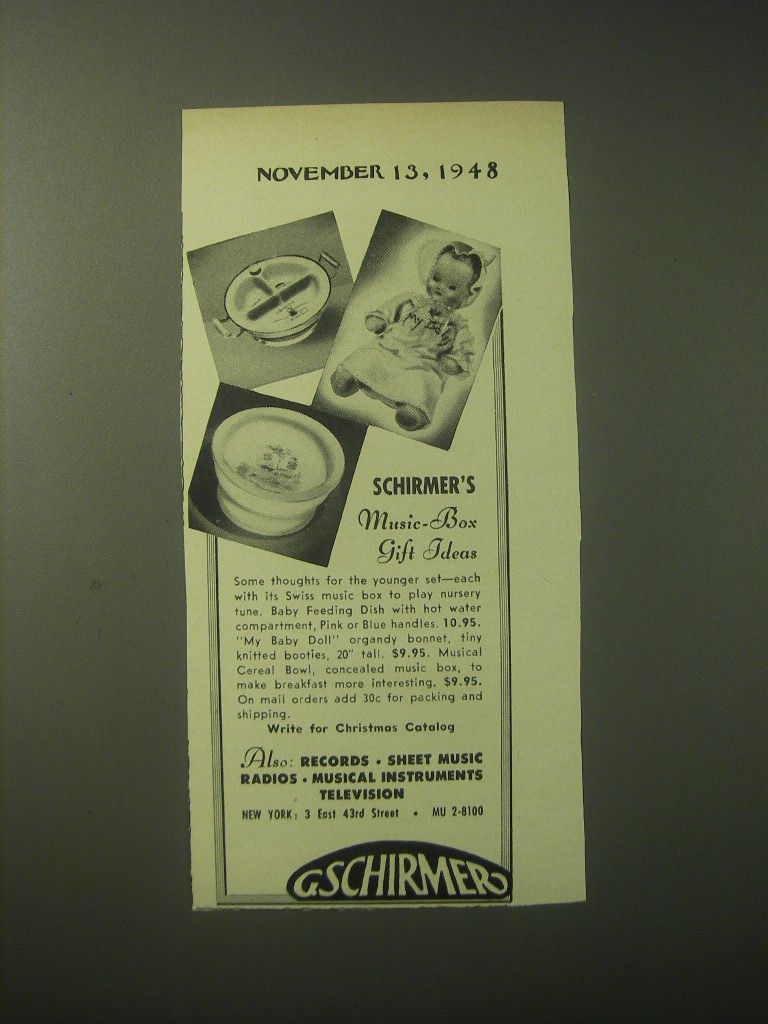 NOVEMBER 13, 1948
My Baby
SCHIRMER'S
Music-Box
Gift Ideas
Some thoughts for the younger set—each
with its Swiss music box to play nursery
tune. Baby Feeding Dish with hot water
compartment, Pink or Blue handles. 10.95.
"My Baby Doll" organdy bonnet, tiny
knitted booties, 20" tall. $9.95. Musical
Cereal Bowl, concealed music box, to
make breakfast more interesting, $9.95.
On mail orders add 30c for packing and
shipping.
Write for Christmas Catalog
Also: RECORDS • SHEET MUSIC
RADIOS • MUSICAL INSTRUMENTS
TELEVISION
NEW YORK: 3 East 43rd Street • MU 2-8100
G. SCHIRMER